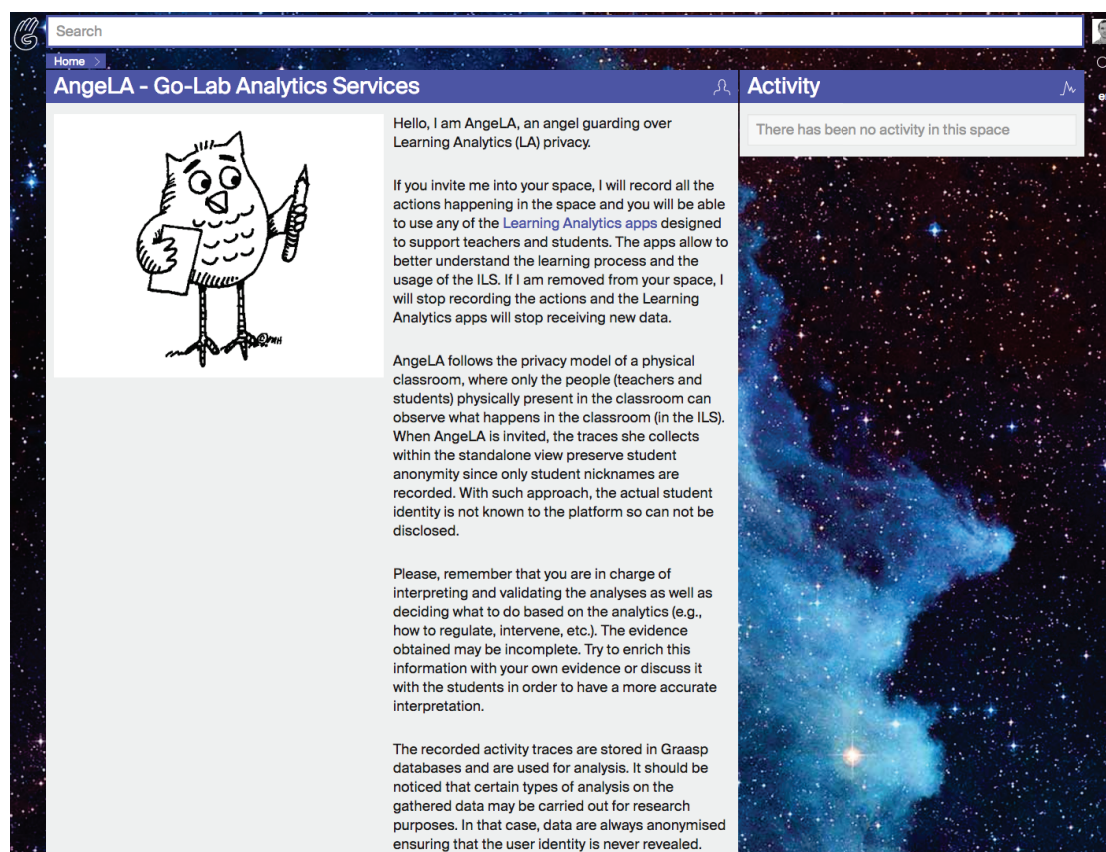 Search
Home
AngeLA - Go-Lab Analytics Services
Hello, I am AngeLA, an angel guarding over
Learning Analytics (LA) privacy.
If you invite me into your space, I will record all the
actions happening in the space and you will be able
to use any of the Learning Analytics apps designed
to support teachers and students. The apps allow to
better understand the learning process and the
usage of the ILS. If I am removed from your space, I
will stop recording the actions and the Learning
Analytics apps will stop receiving new data.
AngeLA follows the privacy model of a physical
classroom, where only the people (teachers and
students) physically present in the classroom can
observe what happens in the classroom (in the ILS).
When AngeLA is invited, the traces she collects
within the standalone view preserve student
anonymity since only student nicknames are
recorded. With such approach, the actual student
identity is not known to the platform so can not be
disclosed.
Please, remember that you are in charge of
interpreting and validating the analyses as well as
deciding what to do based on the analytics (e.g.,
how to regulate, intervene, etc.). The evidence
obtained may be incomplete. Try to enrich this
information with your own evidence or discuss it
with the students in order to have a more accurate
interpretation.
The recorded activity traces are stored in Graasp
databases and are used for analysis. It should be
noticed that certain types of analysis on the
gathered data may be carried out for research
purposes. In that case, data are always anonymised
ensuring that the user identity is never revealed.
©MH
Activity
There has been no activity in this space